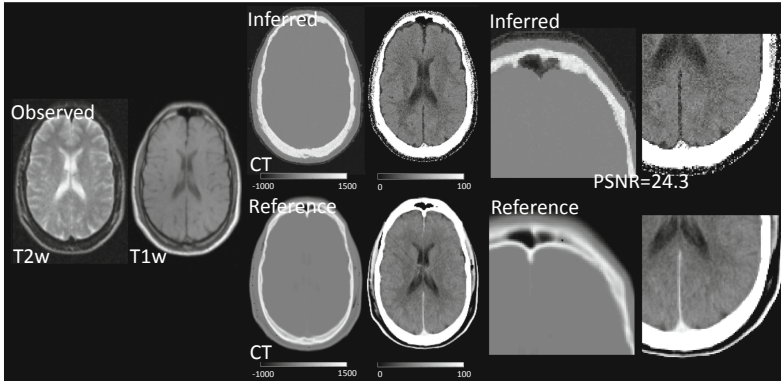 Observed
T2w
T1w
Inferred
CT
-1000 1500
0 100
Reference
CT
-1000 1500
0 100
Inferred
PSNR=24.3
Reference